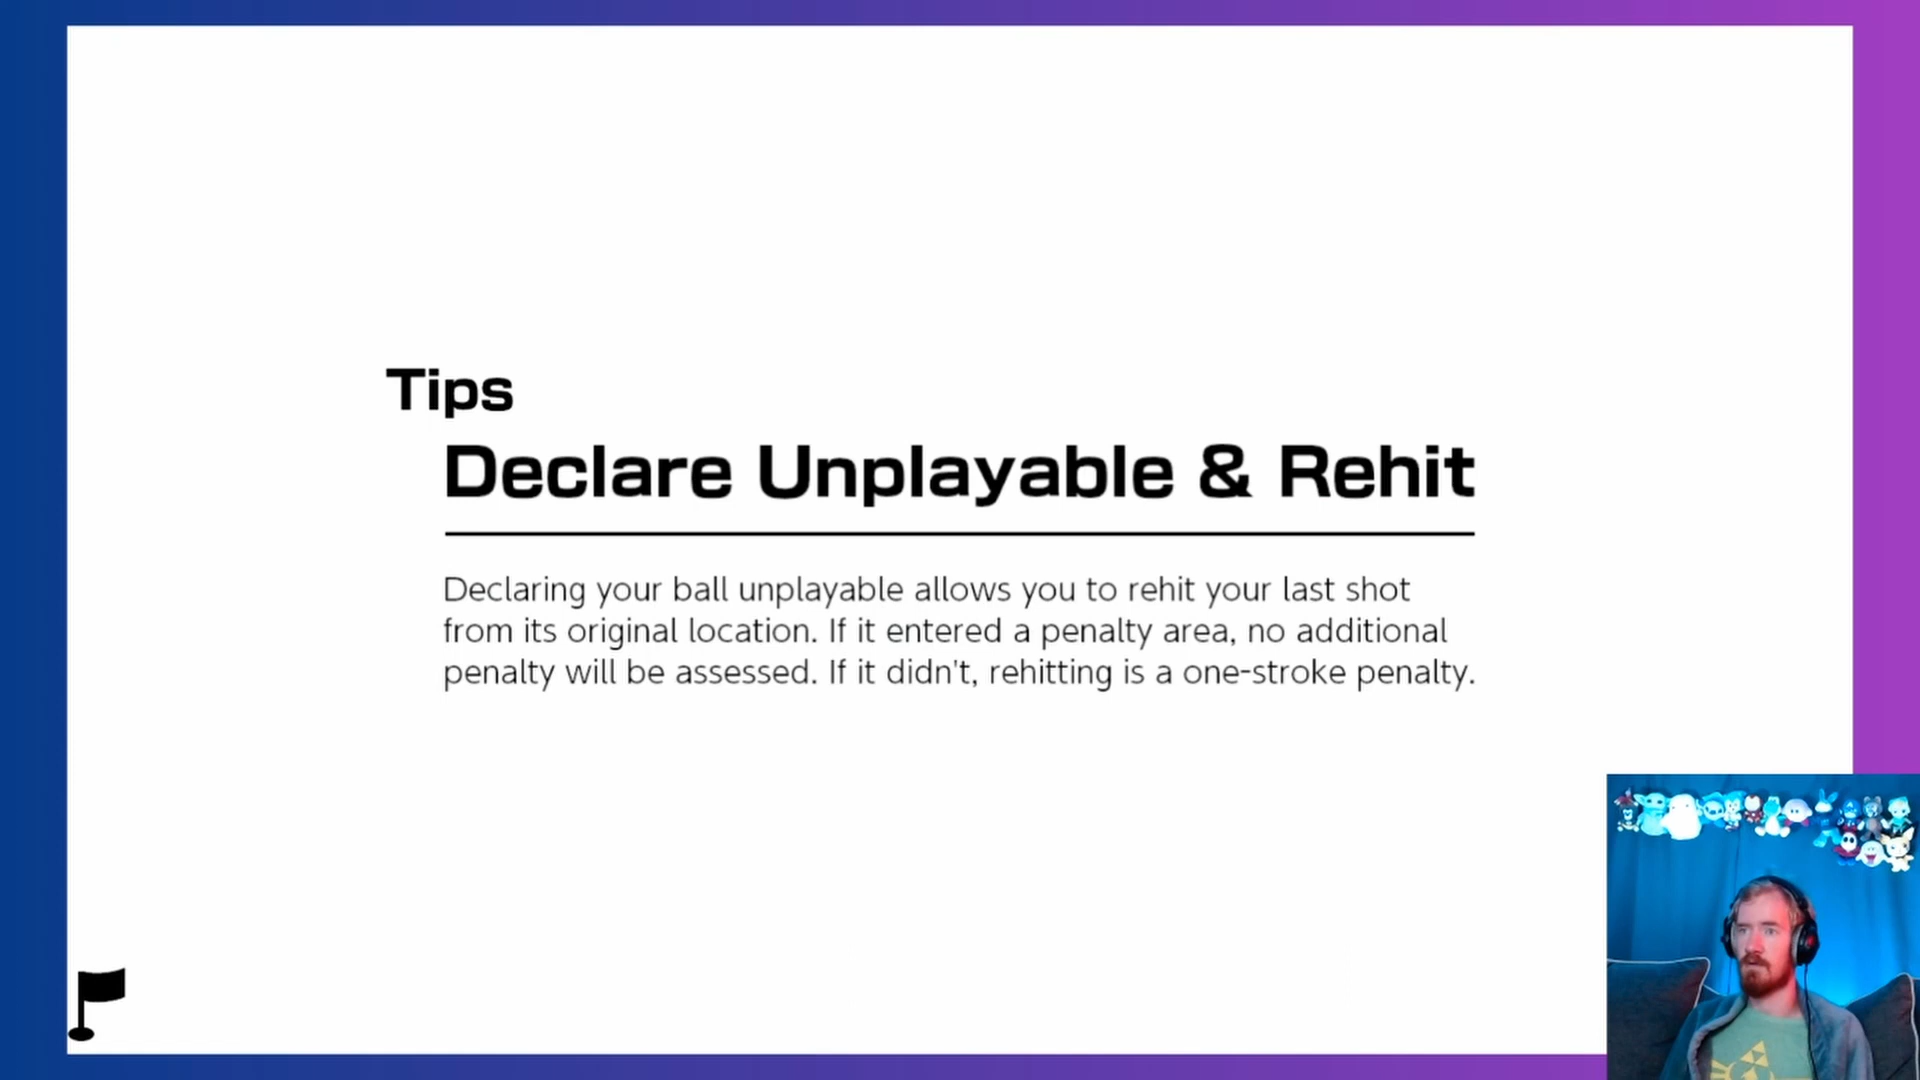 Tips
Declare Unplayable & Rehit
Declaring your ball unplayable allows you to rehit your last shot
from its original location. If it entered a penalty area, no additional
penalty will be assessed. If it didn't, rehitting is a one-stroke penalty.